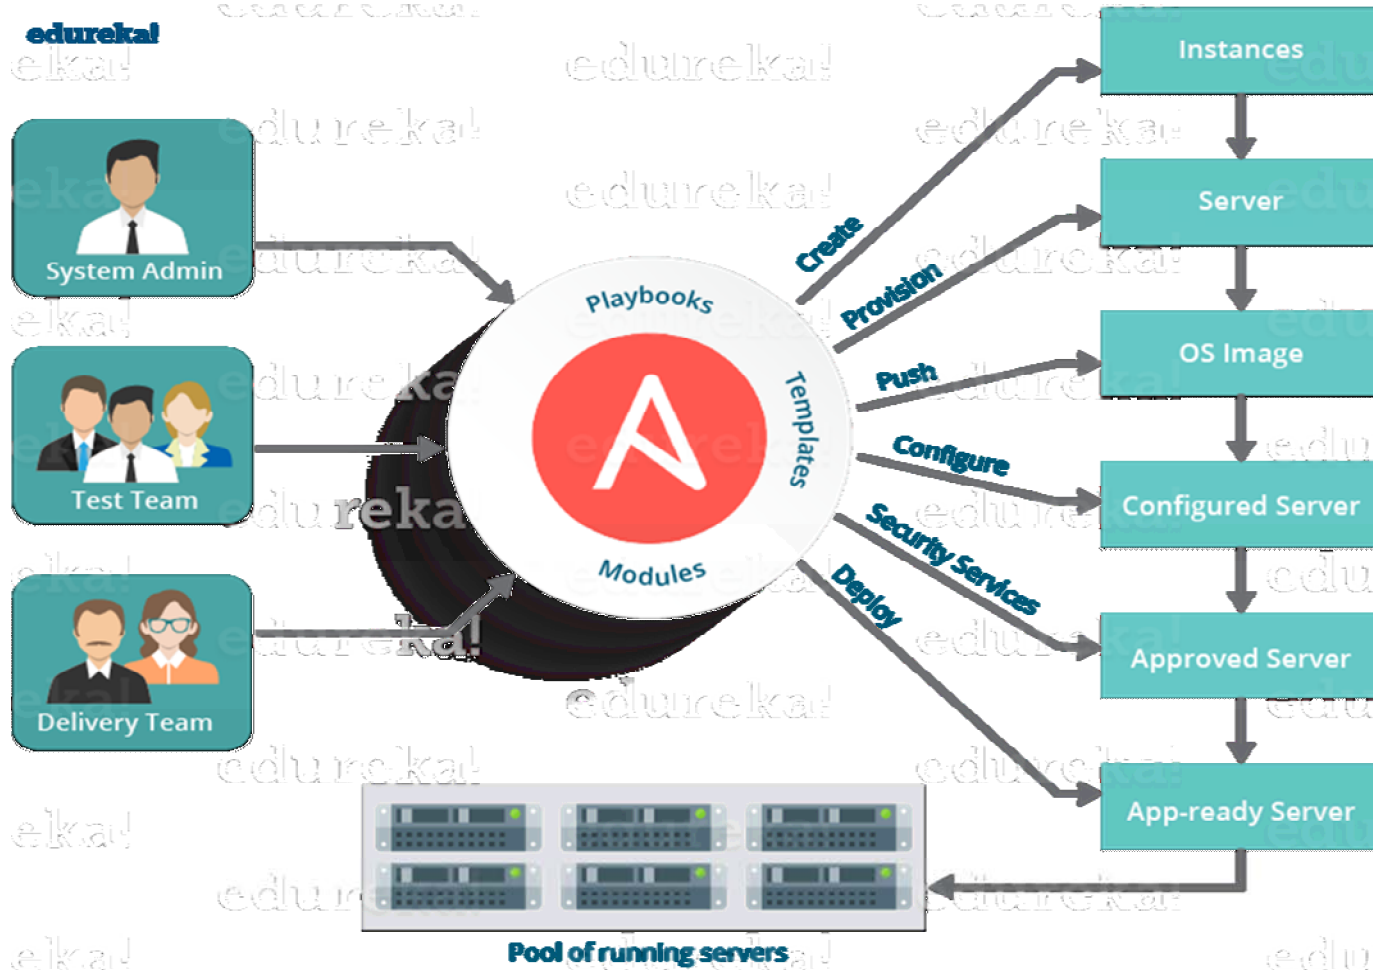 edureka!
System Admin
Test Team
Delivery Team
Playbooks
Templates
Modules
Create
Provision
Push
Configure
Security Services
Deploy
Instances
Server
OS Image
Configured Server
Approved Server
App-ready Server
Pool of running servers